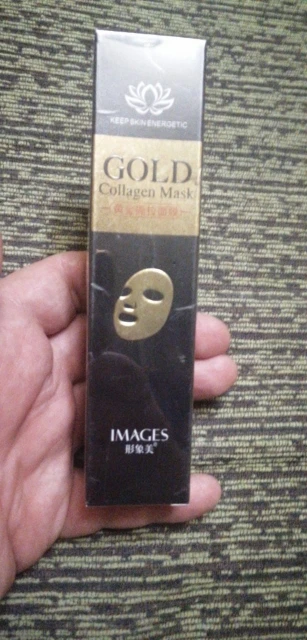 KEEP SKIN ENERGETIC
GOLD
Collagen Mask
IMAGES
形象美®